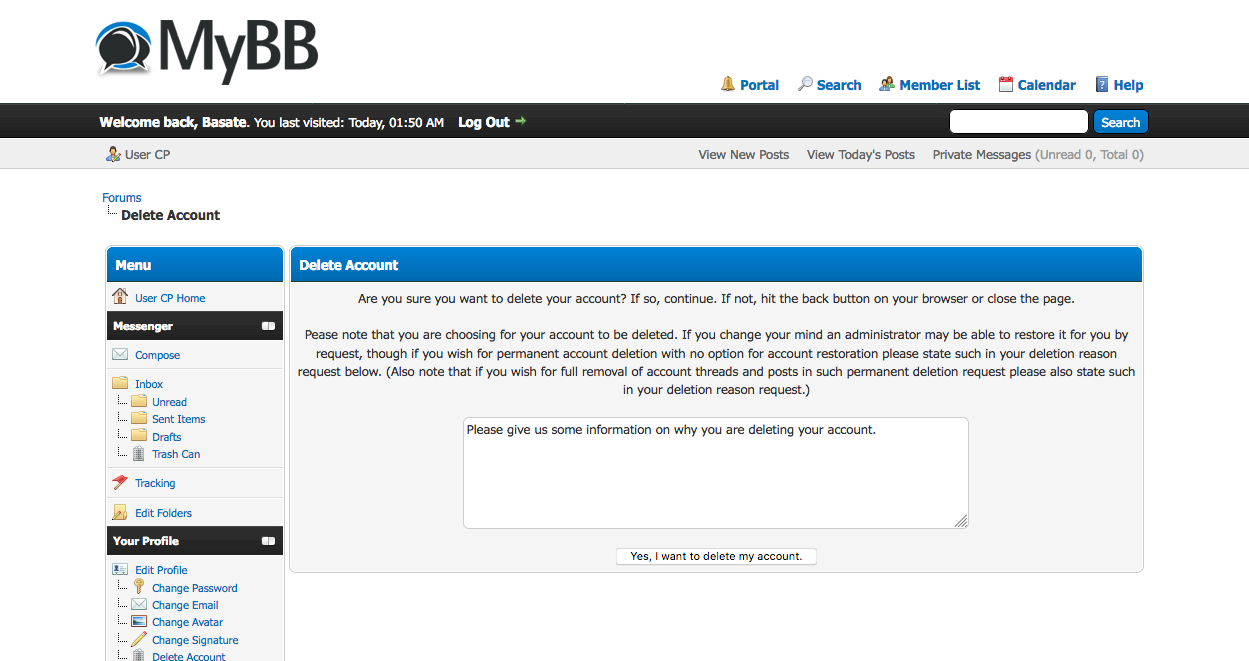 MyBB
Portal
Search
Member List
Calendar
Help
Welcome back, Basate. You last visited: Today, 01:50 AM Log Out
Search
User CP
View New Posts
View Today's Posts
Private Messages (Unread 0, Total 0)
Forums
Delete Account
Menu
User CP Home
Messenger
Compose
Inbox
Unread
Sent Items
Drafts
Trash Can
Tracking
Edit Folders
Your Profile
Edit Profile
Change Password
Change Email
Change Avatar
Change Signature
Delete Account
Delete Account
Are you sure you want to delete your account? If so, continue. If not, hit the back button on your browser or close the page.
Pease note that you are choosing for your account to be deleted. If you change your mind an administrator may be able to restore it for you by
request, though if you wish for permanent account deletion with no option for account restoration please state such in your deletion reason
request below. (Also note that if you wish for full removal of account threads and posts in such permanent deletion request please also state such
in your deletion reason request.)
Please give us some information on why you are deleting your account.
Yes, I want to delete my account.